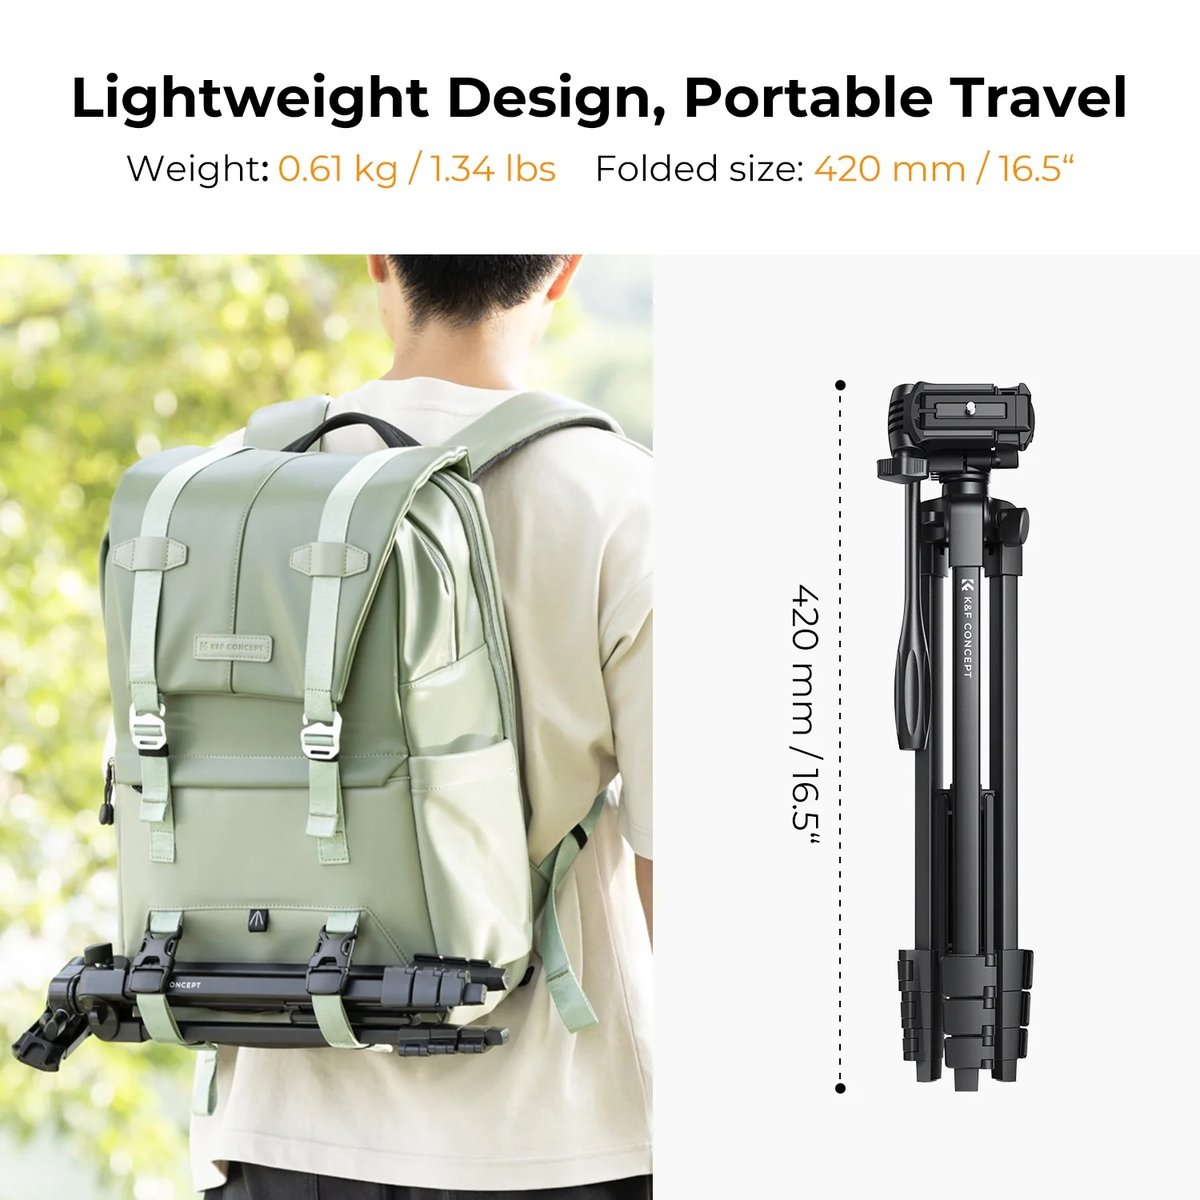 Lightweight Design, Portable Travel
Weight: 0.61 kg / 1.34 lbs Folded size: 420 mm / 16.5“
K&F CONCEPT
ONCEPT
420 mm / 16.5“
K&F CONCEPT